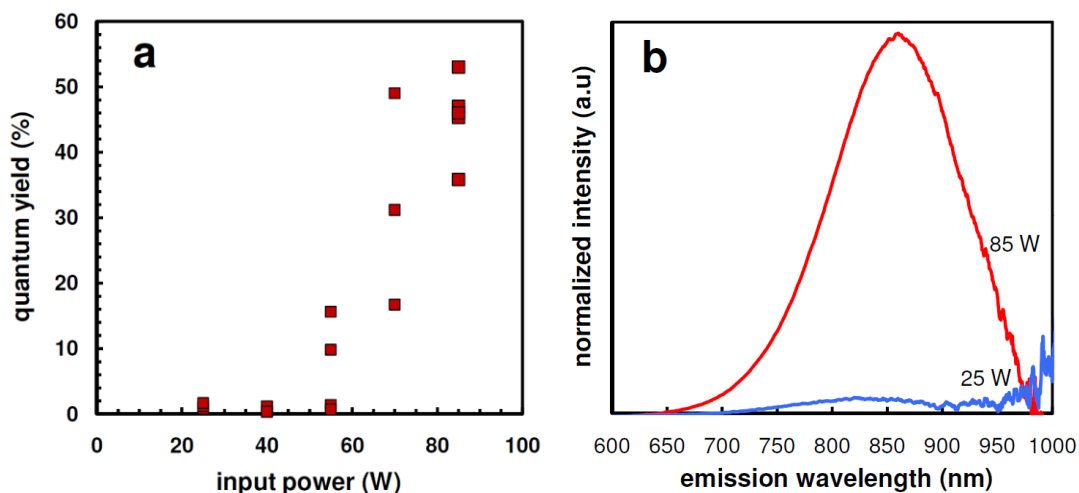 a
60
50
40
30
20
10
0
quantum yield (%)
0 20 40 60 80 100
input power (W)
b
normalized intensity (a.u)
85 W
25 W
600 650 700 750 800 850 900 950 1000
emission wavelength (nm)